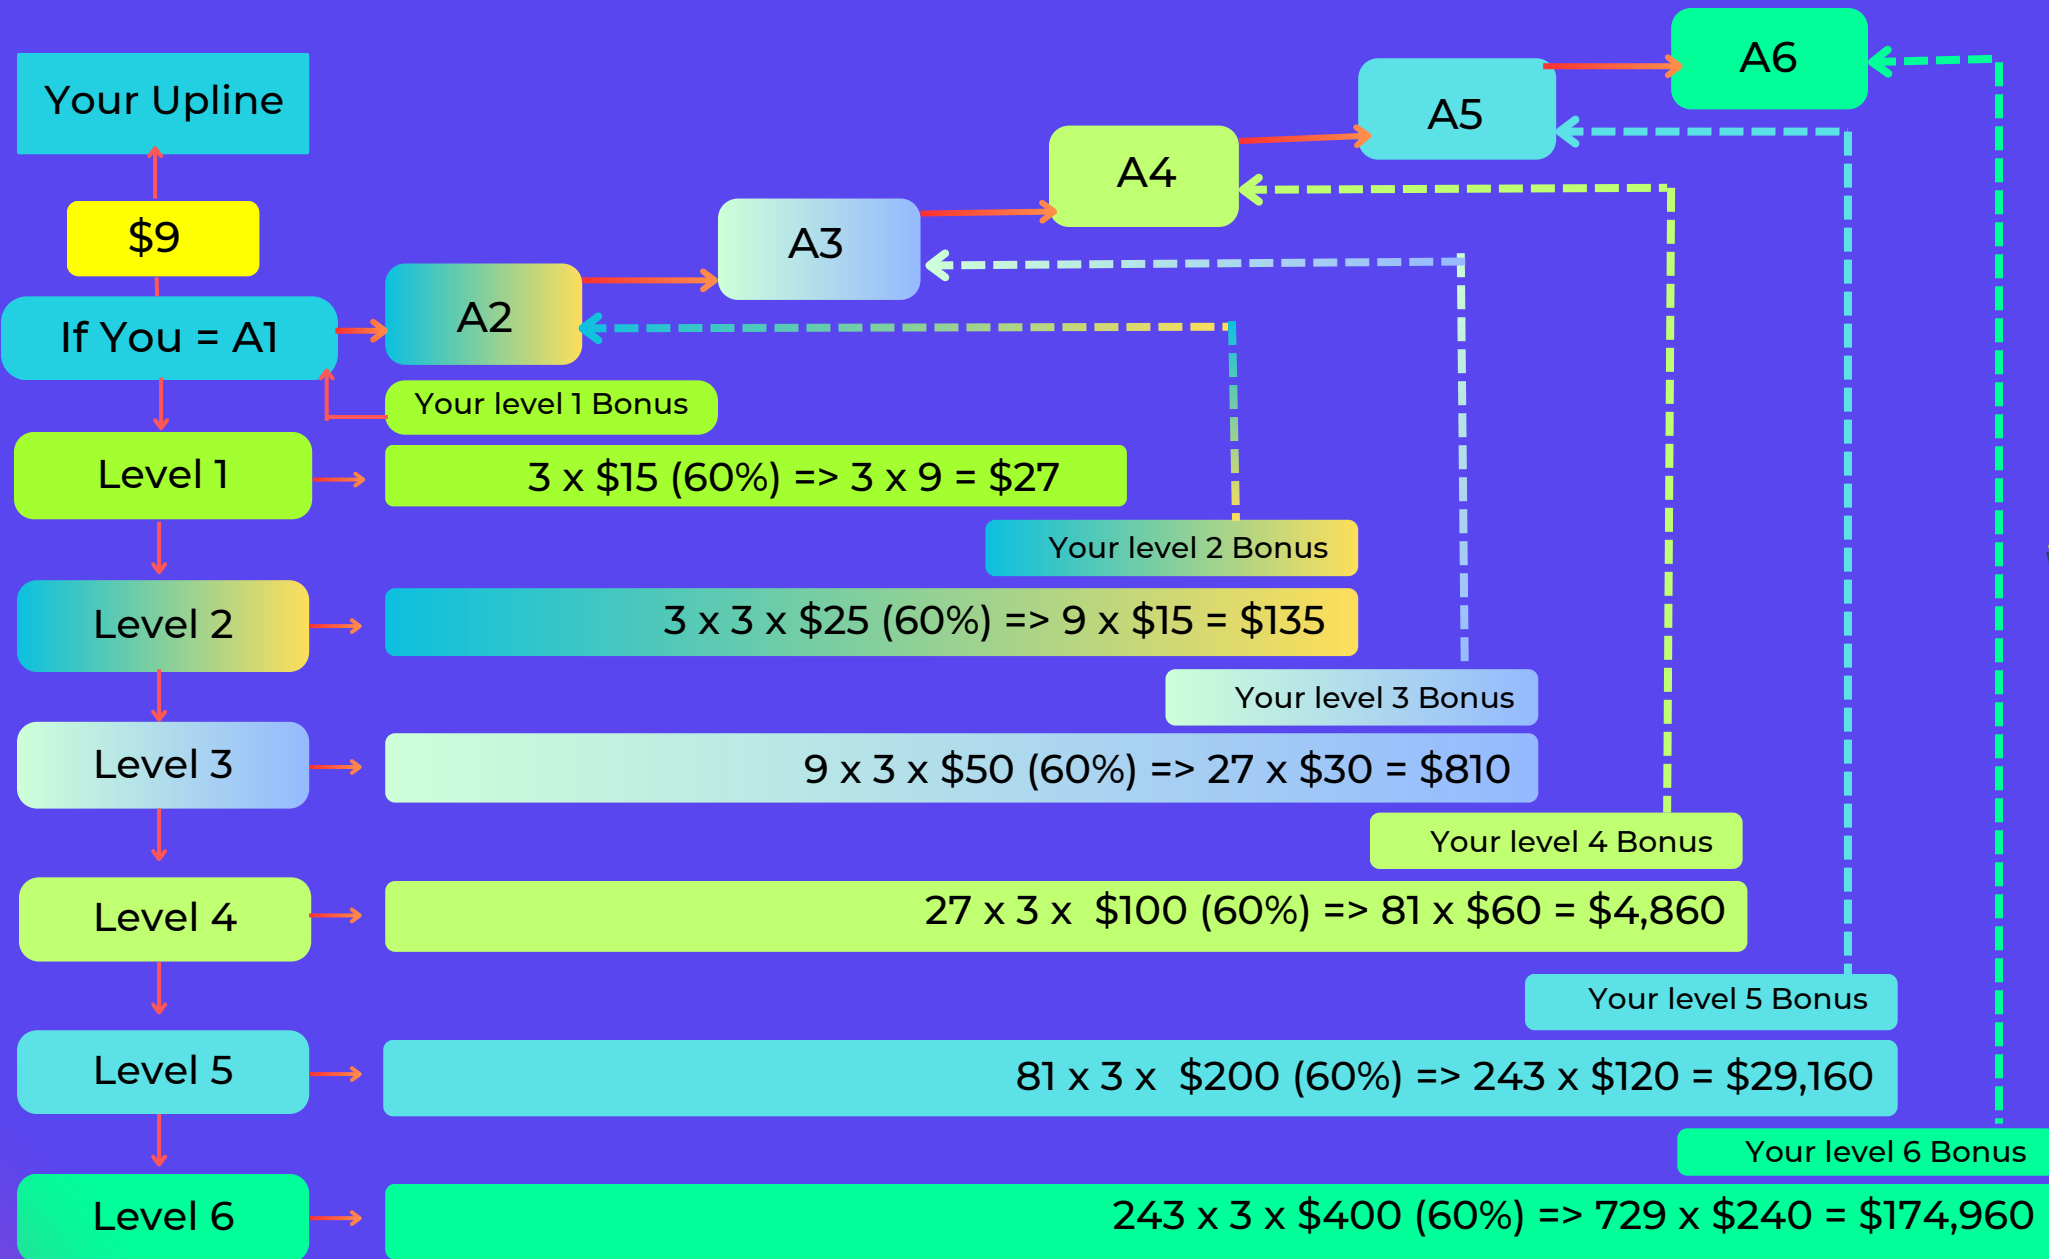 A6
Your Upline
A5
A4
$9
A3
A2
If You = A1
Your level 1 Bonus
Level 1
3 x $15 (60%) => 3 x 9 = $27
Your level 2 Bonus
Level 2
3 x 3 x $25 (60%) => 9 x $15 = $135
Your level 3 Bonus
Level 3
9 x 3 x $50 (60%) => 27 x $30 = $810
Your level 4 Bonus
Level 4
27 x 3 x $100 (60%) => 81 x $60 = $4,860
Your level 5 Bonus
Level 5
81 x 3 x $200 (60%) => 243 x $120 = $29,160
Your level 6 Bonus
Level 6
243 x 3 x $400 (60%) => 729 x $240 = $174,960